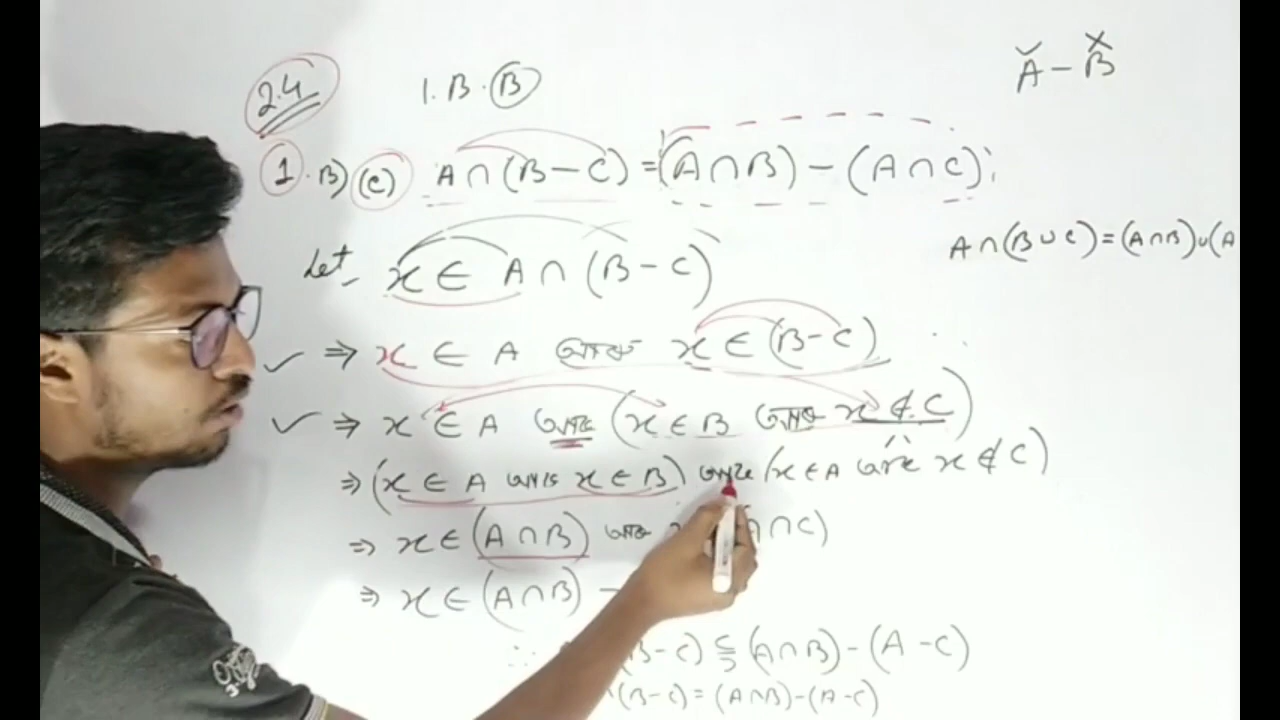 2.4
1. B. B
A - B
1. B) (C) A∩(B-C) = (A∩B) - (A∩C);
A∩(B∪C) = (A∩B)∪(A
Let, x ∈ A∩(B-C)
⇒ x ∈ A এবং x ∈ (B-C)
⇒ x ∈ A এবং (x ∈ B এবং x ∉ C)
⇒ (x ∈ A এবং x ∈ B) এবং (x ∈ A এবং x ∉ C)
⇒ x ∈ (A∩B) এবং A∩C)
⇒ x ∈ (A∩B) -
∴ B-C) ⊆ (A∩B) - (A-C)
(B-C) = (A∩B)-(A-C)